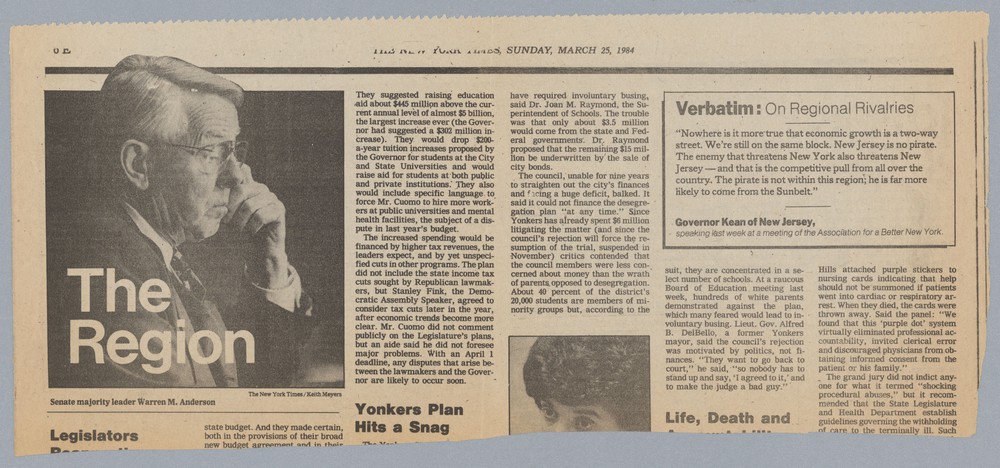 6 E
THE NEW YORK TIMES, SUNDAY, MARCH 25, 1984
The
Region
The New York Times / Keith Meyers
Senate majority leader Warren M. Anderson
Legislators
state budget. And they made certain,
both in the provisions of their broad
new budget agreement and in their
They suggested raising education
aid about $445 million above the cur-
rent annual level of almost $5 billion,
the largest increase ever (the Gover-
nor had suggested a $302 million in-
crease). They would drop $200-
a-year tuition increases proposed by
the Governor for students at the City
and State Universities and would
raise aid for students at both public
and private institutions. They also
would include specific language to
force Mr. Cuomo to hire more work-
ers at public universities and mental
health facilities, the subject of a dis-
pute in last year's budget.
The increased spending would be
financed by higher tax revenues, the
leaders expect, and by yet unspeci-
fied cuts in other programs. The plan
did not include the state income tax
cuts sought by Republican lawmak-
ers, but Stanley Fink, the Demo-
cratic Assembly Speaker, agreed to
consider tax cuts later in the year,
after economic trends become more
clear. Mr. Cuomo did not comment
publicly on the Legislature's plans,
but an aide said he did not foresee
major problems. With an April 1
deadline, any disputes that arise be-
tween the lawmakers and the Gover-
nor are likely to occur soon.
Yonkers Plan
Hits a Snag
have required involuntary busing,
said Dr. Joan M. Raymond, the Su-
perintendent of Schools. The trouble
was that only about $3.5 million
would come from the state and Fed-
eral governments. Dr. Raymond
proposed that the remaining $15 mil-
lion be underwritten by the sale of
city bonds.
The council, unable for nine years
to straighten out the city's finances
and facing a huge deficit, balked. It
said it could not finance the desegre-
gation plan "at any time." Since
Yonkers has already spent $6 million
litigating the matter (and since the
council's rejection will force the re-
sumption of the trial, suspended in
November) critics contended that
the council members were less con-
cerned about money than the wrath
of parents opposed to desegregation.
About 40 percent of the district's
20,000 students are members of mi-
nority groups but, according to the
Verbatim: On Regional Rivalries
"Nowhere is it more true that economic growth is a two-way
street. We're still on the same block. New Jersey is no pirate.
The enemy that threatens New York also threatens New
Jersey — and that is the competitive pull from all over the
country. The pirate is not within this region; he is far more
likely to come from the Sunbelt."
Governor Kean of New Jersey,
speaking last week at a meeting of the Association for a Better New York.
suit, they are concentrated in a se-
lect number of schools. At a raucous
Board of Education meeting last
week, hundreds of white parents
demonstrated against the plan,
which many feared would lead to in-
voluntary busing. Lieut. Gov. Alfred
B. DelBello, a former Yonkers
mayor, said the council's rejection
was motivated by politics, not fi-
nances. "They want to go back to
court," he said, "so nobody has to
stand up and say, 'I agreed to it,' and
to make the judge a bad guy."
Life, Death and
Hills attached purple stickers to
nursing cards indicating that help
should not be summoned if patients
went into cardiac or respiratory ar-
rest. When they died, the cards were
thrown away. Said the panel: "We
found that this 'purple dot' system
virtually eliminated professional ac-
countability, invited clerical error
and discouraged physicians from ob-
taining informed consent from the
patient or his family."
The grand jury did not indict any-
one for what it termed "shocking
procedural abuses," but it recom-
mended that the State Legislature
and Health Department establish
guidelines governing the withholding
of care to the terminally ill. Such